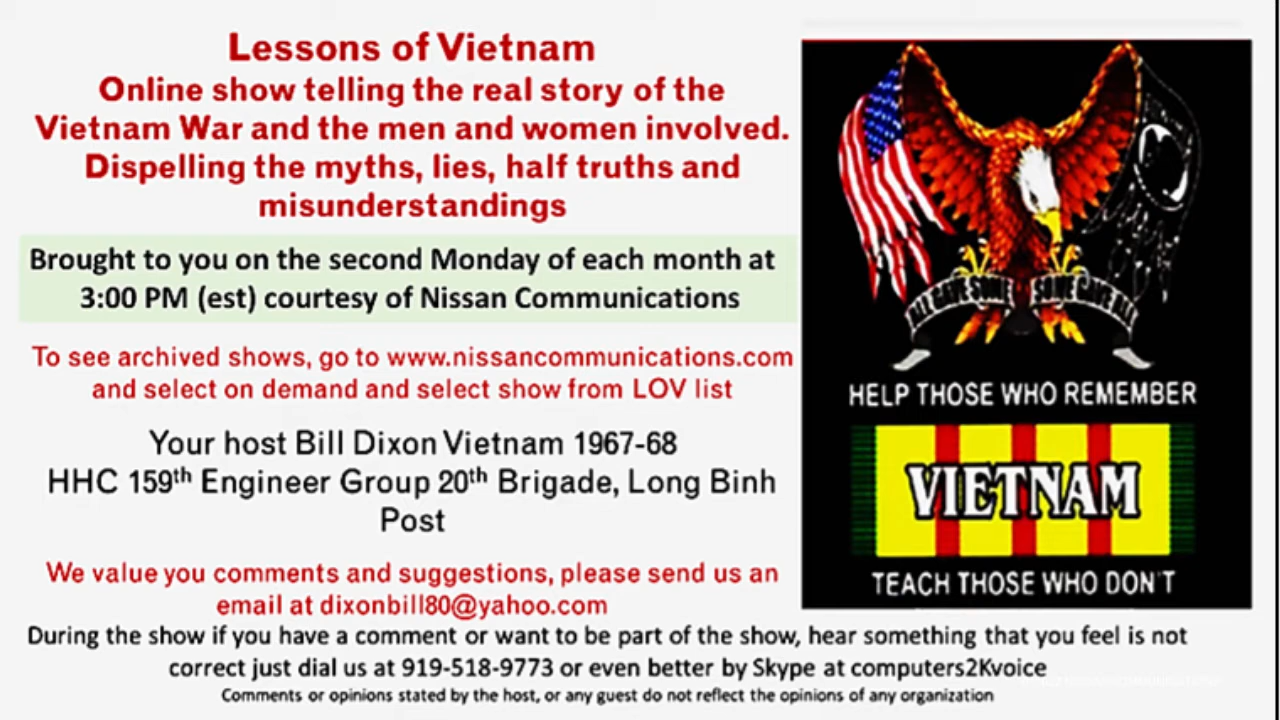 Lessons of Vietnam
Online show telling the real story of the
Vietnam War and the men and women involved.
Dispelling the myths, lies, half truths and
misunderstandings
Brought to you on the second Monday of each month at
3:00 PM (est) courtesy of Nissan Communications
To see archived shows, go to www.nissancommunications.com
and select on demand and select show from LOV list
Your host Bill Dixon Vietnam 1967-68
HHC 159th Engineer Group 20th Brigade, Long Binh
Post
We value you comments and suggestions, please send us an
email at dixonbill80@yahoo.com
During the show if you have a comment or want to be part of the show, hear something that you feel is not
correct just dial us at 919-518-9773 or even better by Skype at computers2Kvoice
Comments or opinions stated by the host, or any guest do not reflect the opinions of any organization
ALL GAVE SOME SOME GAVE ALL
HELP THOSE WHO REMEMBER
VIETNAM
TEACH THOSE WHO DON'T